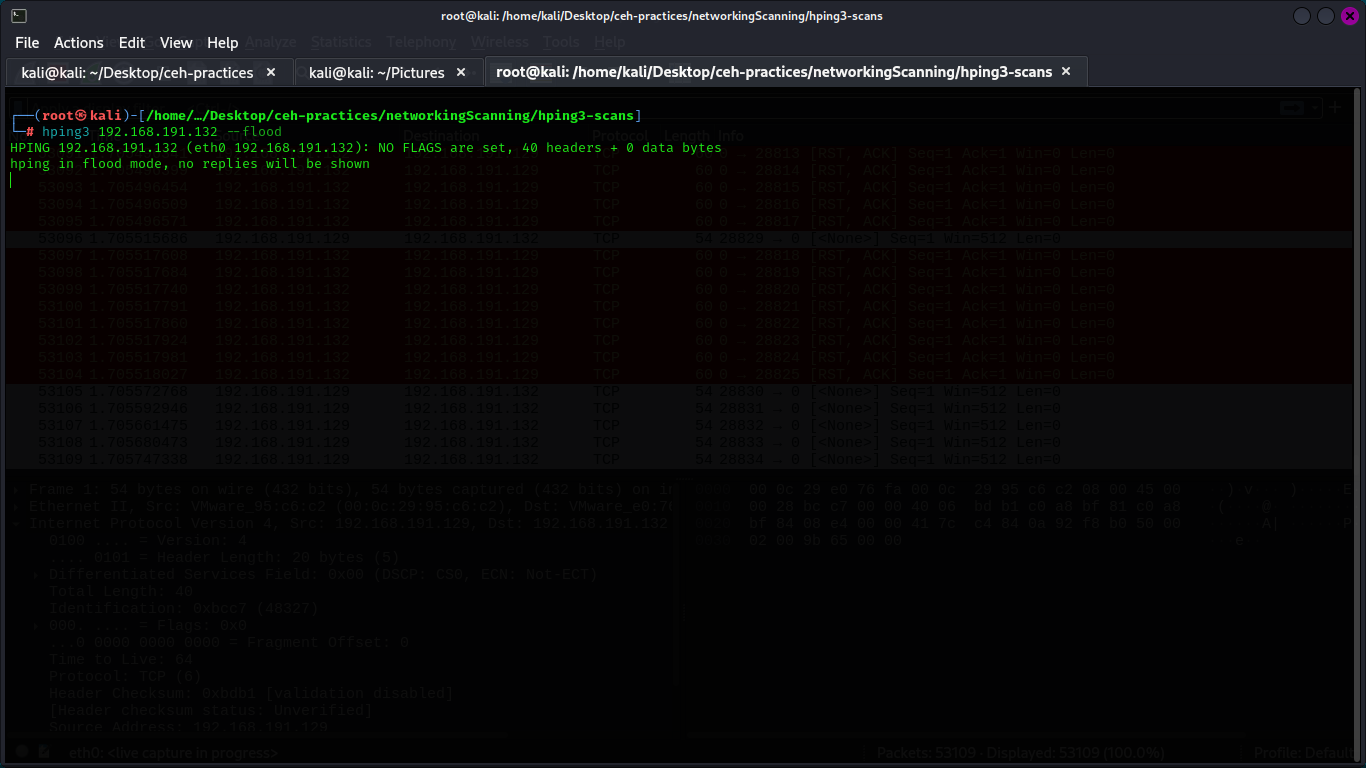 root@kali: /home/kali/Desktop/ceh-practices/networkingScanning/hping3-scans
File Actions Edit View Help Analyze Statistics Telephony Wireless Tools Help
kali@kali: ~/Desktop/ceh-practices × kali@kali: ~/Pictures × root@kali: /home/kali/Desktop/ceh-practices/networkingScanning/hping3-scans ×
┌──(root㉿kali)-[/home/…/Desktop/ceh-practices/networkingScanning/hping3-scans]
└─# hping3 192.168.191.132 --flood
Destination Protocol Length Info
HPING 192.168.191.132 (eth0 192.168.191.132): NO FLAGS are set, 40 headers + 0 data bytes
hping in flood mode, no replies will be shown
192.168.191.129 TCP 60 0 → 28814 [RST, ACK] Seq=1 Ack=1 Win=0 Len=0
53093 1.705496454 192.168.191.132 192.168.191.129 TCP 60 0 → 28815 [RST, ACK] Seq=1 Ack=1 Win=0 Len=0
53094 1.705496509 192.168.191.132 192.168.191.129 TCP 60 0 → 28816 [RST, ACK] Seq=1 Ack=1 Win=0 Len=0
53095 1.705496571 192.168.191.132 192.168.191.129 TCP 60 0 → 28817 [RST, ACK] Seq=1 Ack=1 Win=0 Len=0
53096 1.705515686 192.168.191.129 192.168.191.132 TCP 54 28829 → 0 [<None>] Seq=1 Win=512 Len=0
53097 1.705517608 192.168.191.132 192.168.191.129 TCP 60 0 → 28818 [RST, ACK] Seq=1 Ack=1 Win=0 Len=0
53098 1.705517684 192.168.191.132 192.168.191.129 TCP 60 0 → 28819 [RST, ACK] Seq=1 Ack=1 Win=0 Len=0
53099 1.705517740 192.168.191.132 192.168.191.129 TCP 60 0 → 28820 [RST, ACK] Seq=1 Ack=1 Win=0 Len=0
53100 1.705517791 192.168.191.132 192.168.191.129 TCP 60 0 → 28821 [RST, ACK] Seq=1 Ack=1 Win=0 Len=0
53101 1.705517860 192.168.191.132 192.168.191.129 TCP 60 0 → 28822 [RST, ACK] Seq=1 Ack=1 Win=0 Len=0
53102 1.705517924 192.168.191.132 192.168.191.129 TCP 60 0 → 28823 [RST, ACK] Seq=1 Ack=1 Win=0 Len=0
53103 1.705517981 192.168.191.132 192.168.191.129 TCP 60 0 → 28824 [RST, ACK] Seq=1 Ack=1 Win=0 Len=0
53104 1.705518027 192.168.191.132 192.168.191.129 TCP 60 0 → 28825 [RST, ACK] Seq=1 Ack=1 Win=0 Len=0
53105 1.705572766 192.168.191.129 192.168.191.132 TCP 54 28830 → 0 [<None>] Seq=1 Win=512 Len=0
53106 1.705592946 192.168.191.129 192.168.191.132 TCP 54 28831 → 0 [<None>] Seq=1 Win=512 Len=0
53107 1.705661475 192.168.191.129 192.168.191.132 TCP 54 28832 → 0 [<None>] Seq=1 Win=512 Len=0
53108 1.705680473 192.168.191.129 192.168.191.132 TCP 54 28833 → 0 [<None>] Seq=1 Win=512 Len=0
53109 1.705747338 192.168.191.129 192.168.191.132 TCP 54 28834 → 0 [<None>] Seq=1 Win=512 Len=0
Frame 1: 54 bytes on wire (432 bits), 54 bytes captured (432 bits) on in
Ethernet II, Src: VMware_95:c6:c2 (00:0c:29:95:c6:c2), Dst: VMware_e0:7
Internet Protocol Version 4, Src: 192.168.191.129, Dst: 192.168.191.132
0100 .... = Version: 4
.... 0101 = Header Length: 20 bytes (5)
Differentiated Services Field: 0x00 (DSCP: CS0, ECN: Not-ECT)
Total Length: 40
Identification: 0xbcc7 (48327)
000. .... = Flags: 0x0
...0 0000 0000 0000 = Fragment Offset: 0
Time to Live: 64
Protocol: TCP (6)
Header Checksum: 0xbdb1 [validation disabled]
[Header checksum status: Unverified]
Source Address: 192.168.191.129
00 0c 29 e0 76 fa 00 0c 29 95 c6 c2 08 00 45 00
00 28 bc c7 00 00 40 06 bd b1 c0 a8 bf 81 c0 a8
bf 84 08 e4 00 00 41 7c c4 84 0a 92 f8 b0 50 00
02 00 9b 65 00 00
eth0: <live capture in progress> Packets: 53109 · Displayed: 53109 (100.0%) Profile: Default